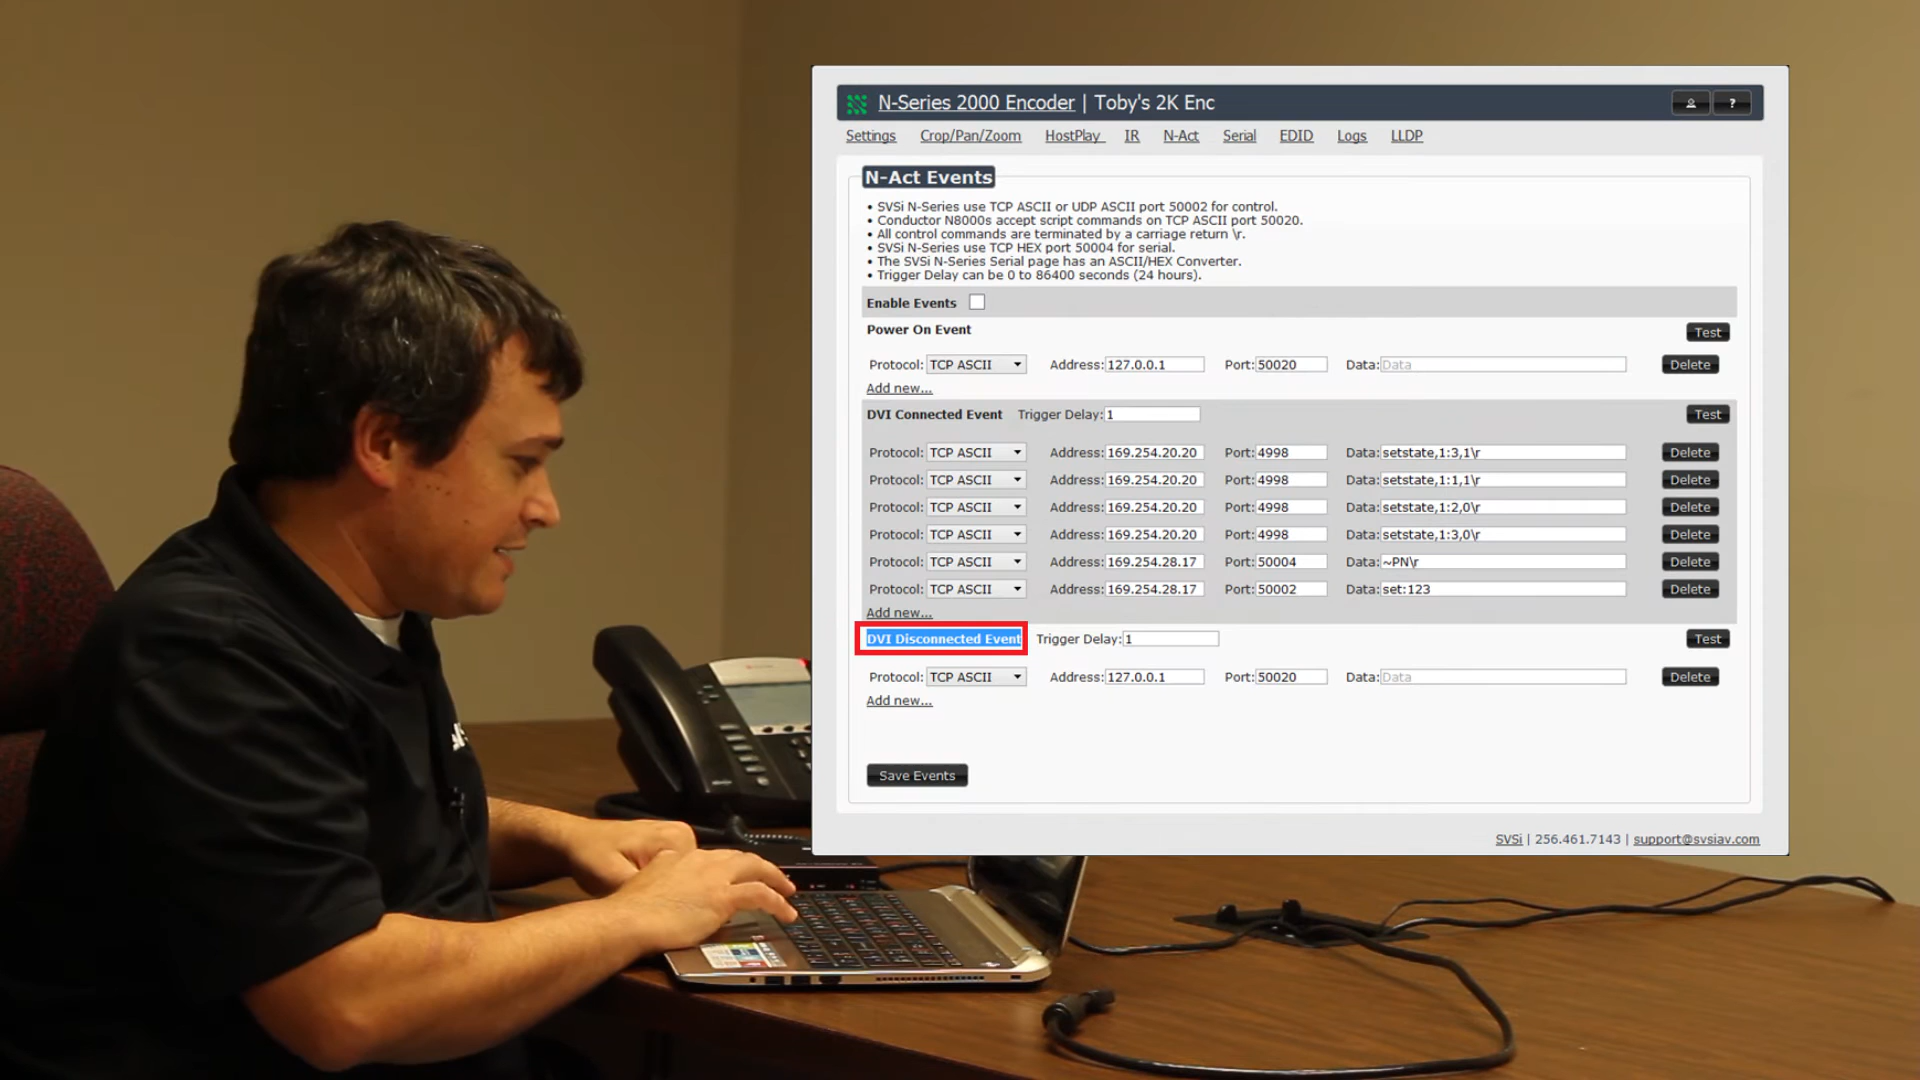 N-Series 2000 Encoder | Toby's 2K Enc ?
Settings Crop/Pan/Zoom HostPlay IR N-Act Serial EDID Logs LLDP
N-Act Events
• SVSi N-Series use TCP ASCII or UDP ASCII port 50002 for control.
• Conductor N8000s accept script commands on TCP ASCII port 50020.
• All control commands are terminated by a carriage return \r.
• SVSi N-Series use TCP HEX port 50004 for serial.
• The SVSi N-Series Serial page has an ASCII/HEX Converter.
• Trigger Delay can be 0 to 86400 seconds (24 hours).
Enable Events
Power On Event Test
Protocol: TCP ASCII Address: 127.0.0.1 Port: 50020 Data: Data Delete
Add new...
DVI Connected Event Trigger Delay: 1 Test
Protocol: TCP ASCII Address: 169.254.20.20 Port: 4998 Data: setstate,1:3,1\r Delete
Protocol: TCP ASCII Address: 169.254.20.20 Port: 4998 Data: setstate,1:1,1\r Delete
Protocol: TCP ASCII Address: 169.254.20.20 Port: 4998 Data: setstate,1:2,0\r Delete
Protocol: TCP ASCII Address: 169.254.20.20 Port: 4998 Data: setstate,1:3,0\r Delete
Protocol: TCP ASCII Address: 169.254.28.17 Port: 50004 Data: ~PN\r Delete
Protocol: TCP ASCII Address: 169.254.28.17 Port: 50002 Data: set:123 Delete
Add new...
DVI Disconnected Event Trigger Delay: 1 Test
Protocol: TCP ASCII Address: 127.0.0.1 Port: 50020 Data: Data Delete
Add new...
Save Events
SVSi | 256.461.7143 | support@svsiav.com